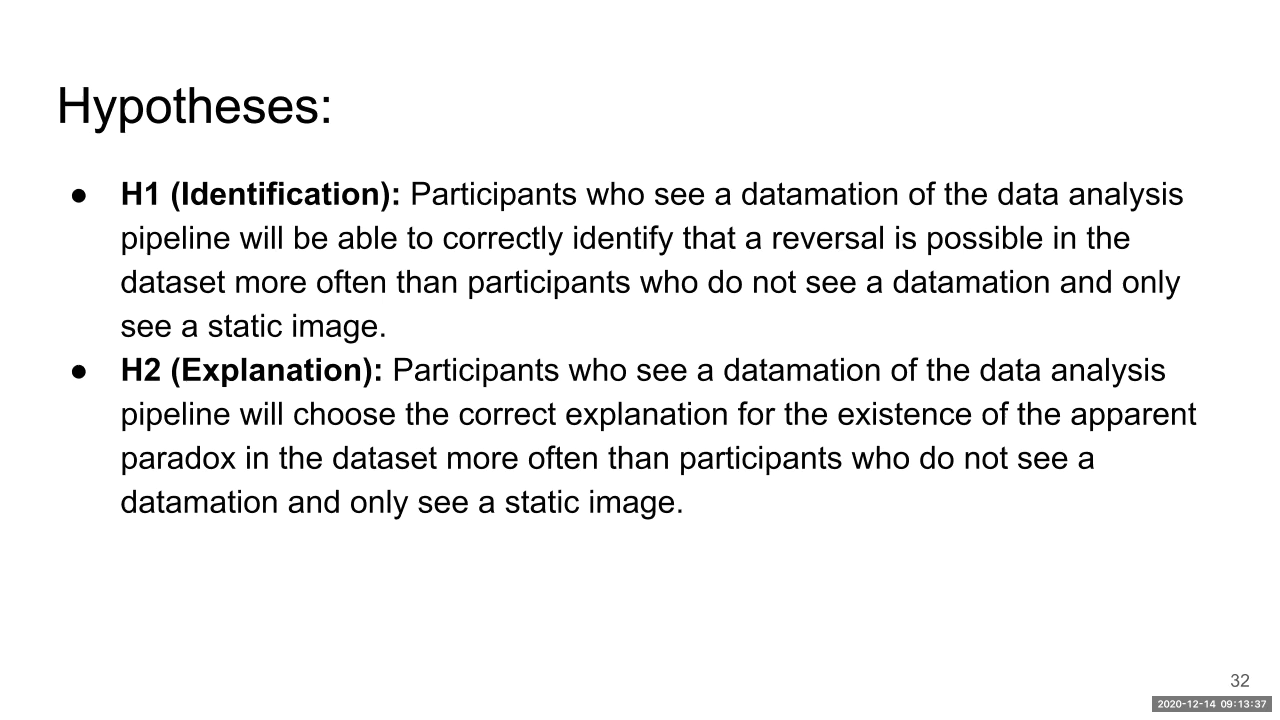 Hypotheses:
● H1 (Identification): Participants who see a datamation of the data analysis
pipeline will be able to correctly identify that a reversal is possible in the
dataset more often than participants who do not see a datamation and only
see a static image.
● H2 (Explanation): Participants who see a datamation of the data analysis
pipeline will choose the correct explanation for the existence of the apparent
paradox in the dataset more often than participants who do not see a
datamation and only see a static image.
32
2020-12-14 09:13:37